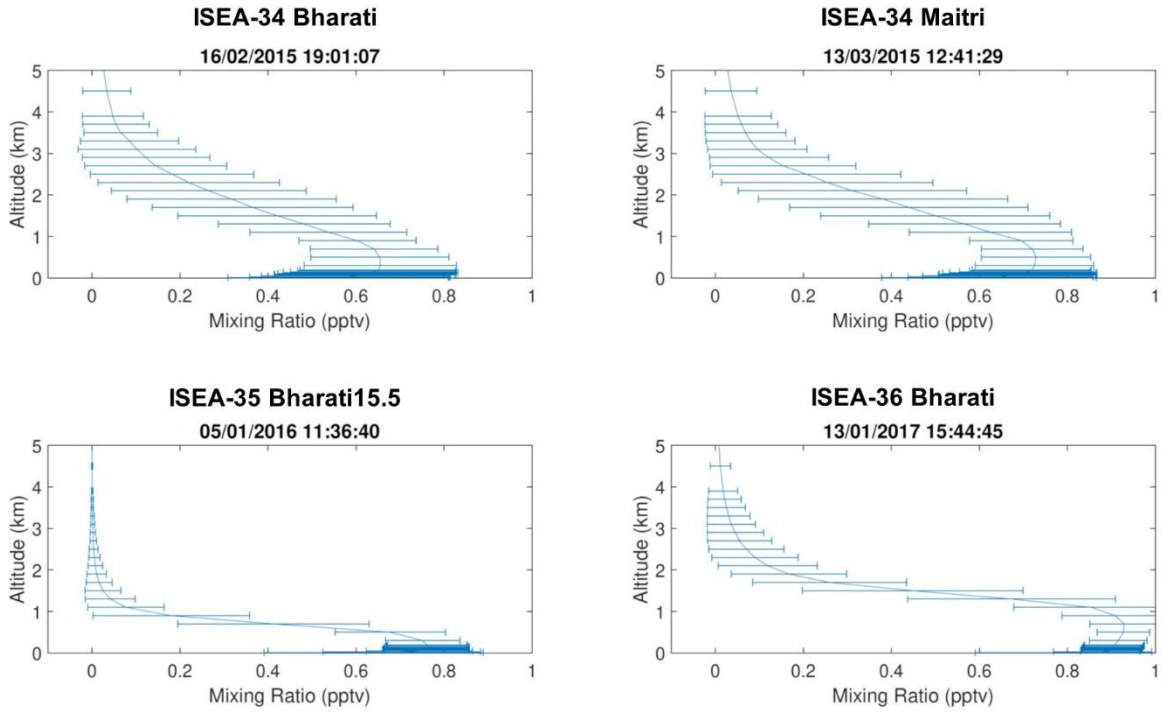 ISEA-34 Bharati
16/02/2015 19:01:07
5
4
3
2
1
0
Altitude (km)
0 0.2 0.4 0.6 0.8 1
Mixing Ratio (pptv)
ISEA-34 Maitri
13/03/2015 12:41:29
5
4
3
2
1
0
Altitude (km)
0 0.2 0.4 0.6 0.8 1
Mixing Ratio (pptv)
ISEA-35 Bharati15.5
05/01/2016 11:36:40
5
4
3
2
1
0
Altitude (km)
0 0.2 0.4 0.6 0.8 1
Mixing Ratio (pptv)
ISEA-36 Bharati
13/01/2017 15:44:45
5
4
3
2
1
0
Altitude (km)
0 0.2 0.4 0.6 0.8 1
Mixing Ratio (pptv)